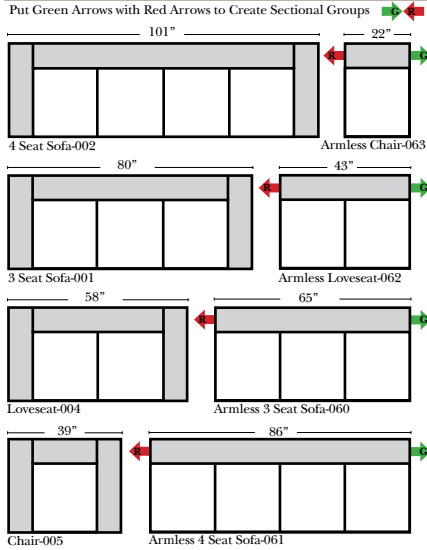 Put Green Arrows with Red Arrows to Create Sectional Groups G R
101” 22”
R G
4 Seat Sofa-002 Armless Chair-063
80” 43”
R G
3 Seat Sofa-001 Armless Loveseat-062
58” 65”
R G
Loveseat-004 Armless 3 Seat Sofa-060
39” 86”
R G
Chair-005 Armless 4 Seat Sofa-061